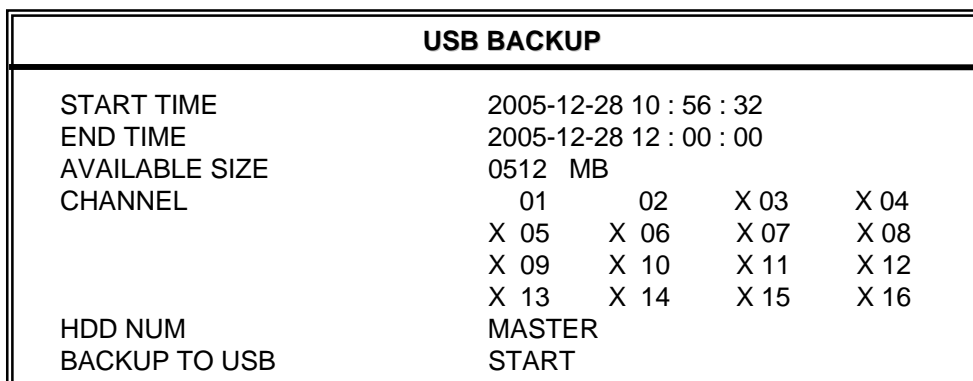 USB BACKUP
START TIME 2005-12-28 10 : 56 : 32
END TIME 2005-12-28 12 : 00 : 00
AVAILABLE SIZE 0512 MB
CHANNEL 01 02 X 03 X 04
X 05 X 06 X 07 X 08
X 09 X 10 X 11 X 12
X 13 X 14 X 15 X 16
HDD NUM MASTER
BACKUP TO USB START